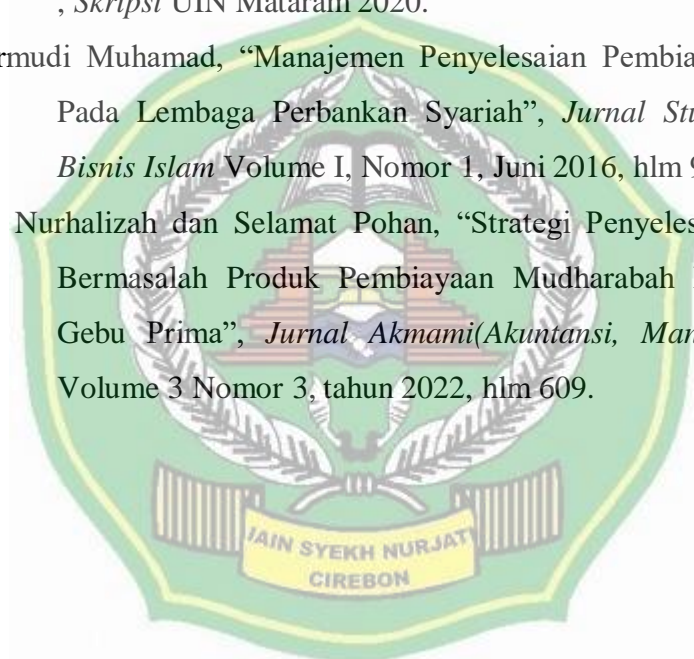 , Skripsi UIN Mataram 2020.
rmudi Muhamad, “Manajemen Penyelesaian Pembia
Pada Lembaga Perbankan Syariah”, Jurnal Stu
Bisnis Islam Volume I, Nomor 1, Juni 2016, hlm 9
Nurhalizah dan Selamat Pohan, “Strategi Penyeles
Bermasalah Produk Pembiayaan Mudharabah
Gebu Prima”, Jurnal Akmami(Akuntansi, Man
Volume 3 Nomor 3, tahun 2022, hlm 609.
IAIN SYEKH NURJATI
CIREBON